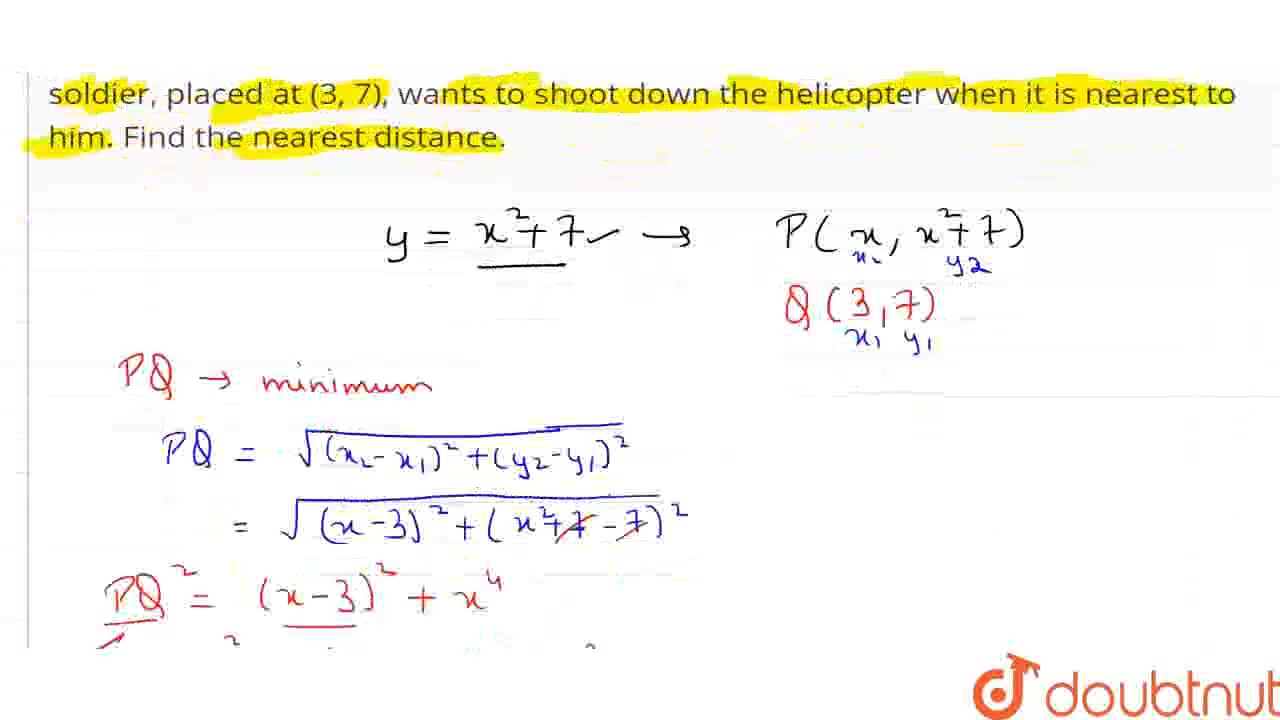 soldier, placed at (3, 7), wants to shoot down the helicopter when it is nearest to
him. Find the nearest distance.
y = x²+7 ✓ → P(x, x²+7)
x₂ y₂
Q(3,7)
x₁ y₁
PQ → minimum
PQ = √(x₂-x₁)²+(y₂-y₁)²
= √(x-3)²+(x²+7-7)²
PQ² = (x-3)² + x⁴
doubtnut